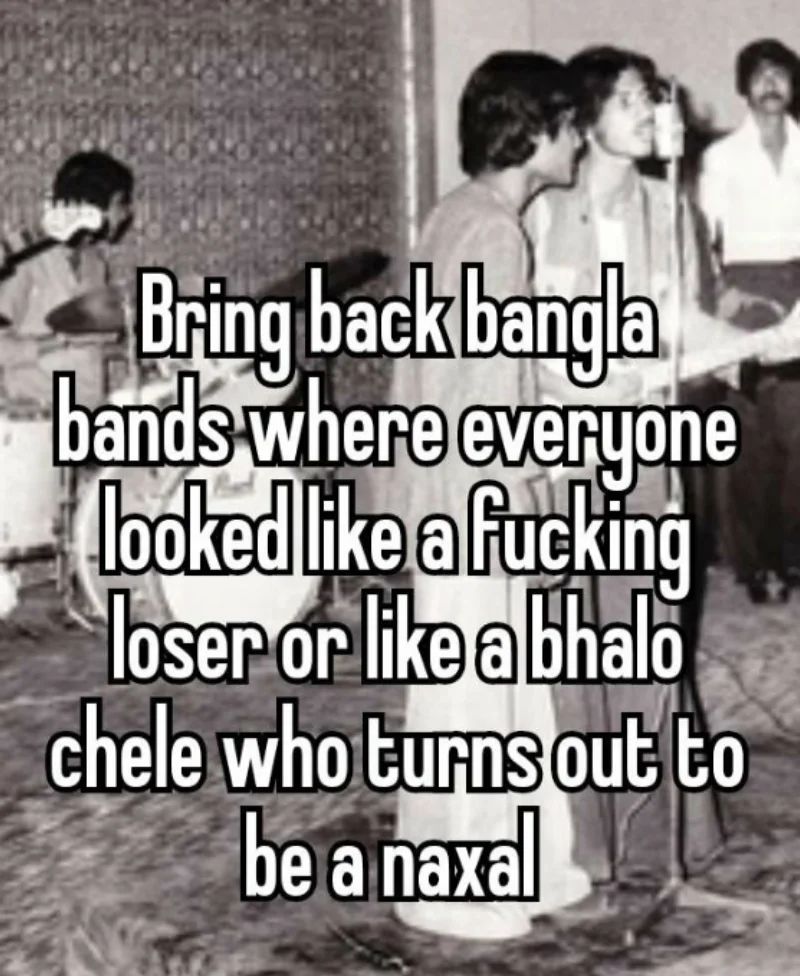 Bring back bangla
bands where everyone
looked like a fucking
loser or like a bhalo
chele who turns out to
be a naxal